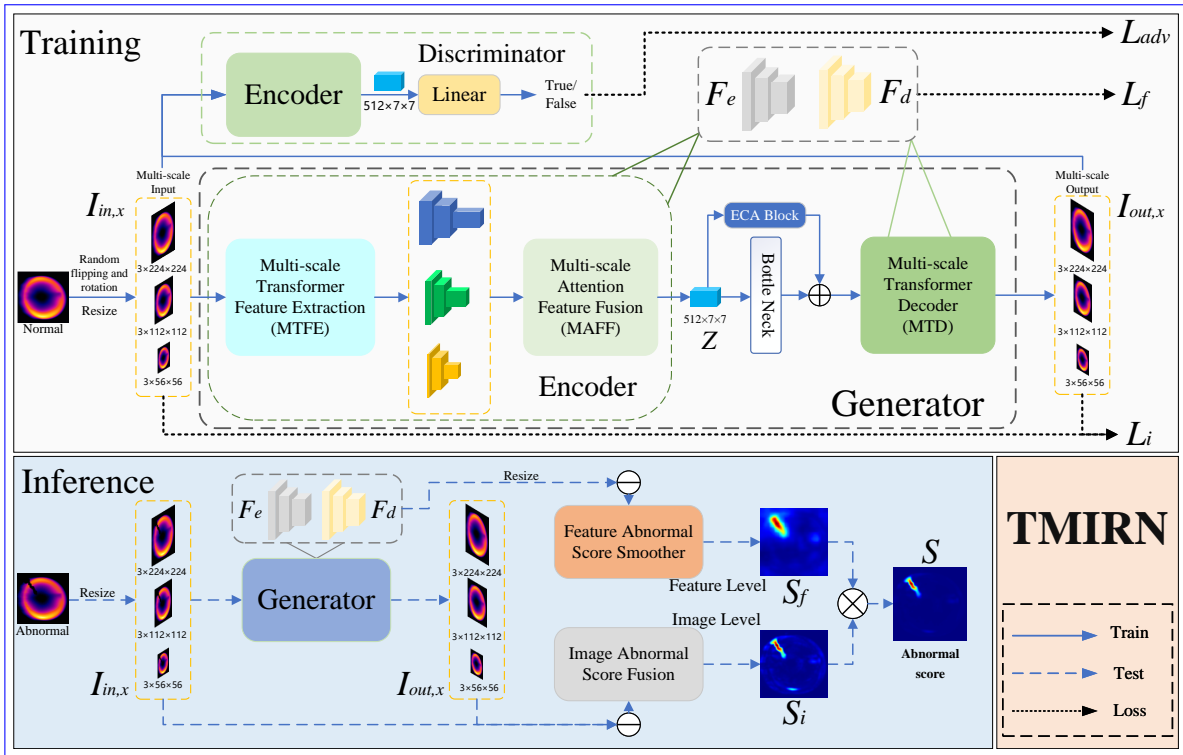 Training
Discriminator
Encoder
512×7×7
Linear
True/
False
F_e
F_d
L_adv
L_f
Multi-scale
Input
I_in,x
3×224×224
3×112×112
3×56×56
Normal
Random
flipping and
rotation
Resize
Multi-scale
Transformer
Feature Extraction
(MTFE)
Multi-scale
Attention
Feature Fusion
(MAFF)
Encoder
512×7×7
Z
ECA Block
Bottle Neck
Multi-scale
Transformer
Decoder
(MTD)
Generator
Multi-scale
Output
I_out,x
3×224×224
3×112×112
3×56×56
L_i
Inference
Abnormal
Resize
3×224×224
3×112×112
3×56×56
I_in,x
F_e
F_d
Generator
3×224×224
3×112×112
3×56×56
I_out,x
Resize
Feature Abnormal
Score Smoother
Feature Level
S_f
Image Level
Image Abnormal
Score Fusion
S_i
S
Abnormal
score
TMIRN
Train
Test
Loss